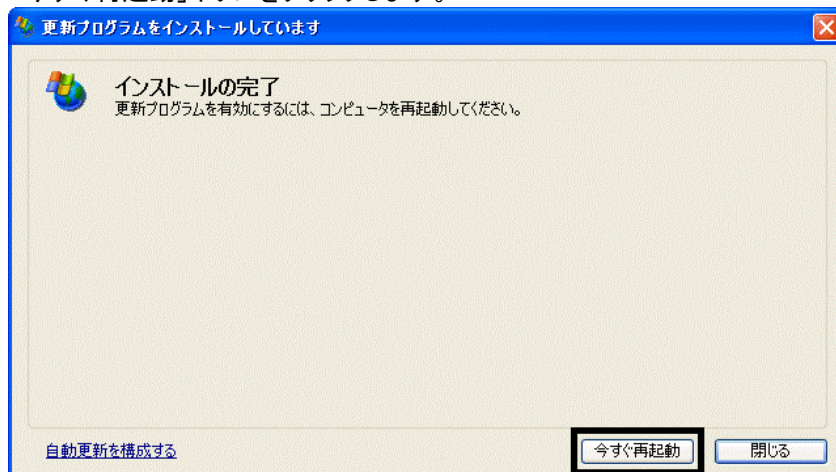 更新プログラムをインストールしています
インストールの完了
更新プログラムを有効にするには、コンピュータを再起動してください。
自動更新を構成する
今すぐ再起動
閉じる